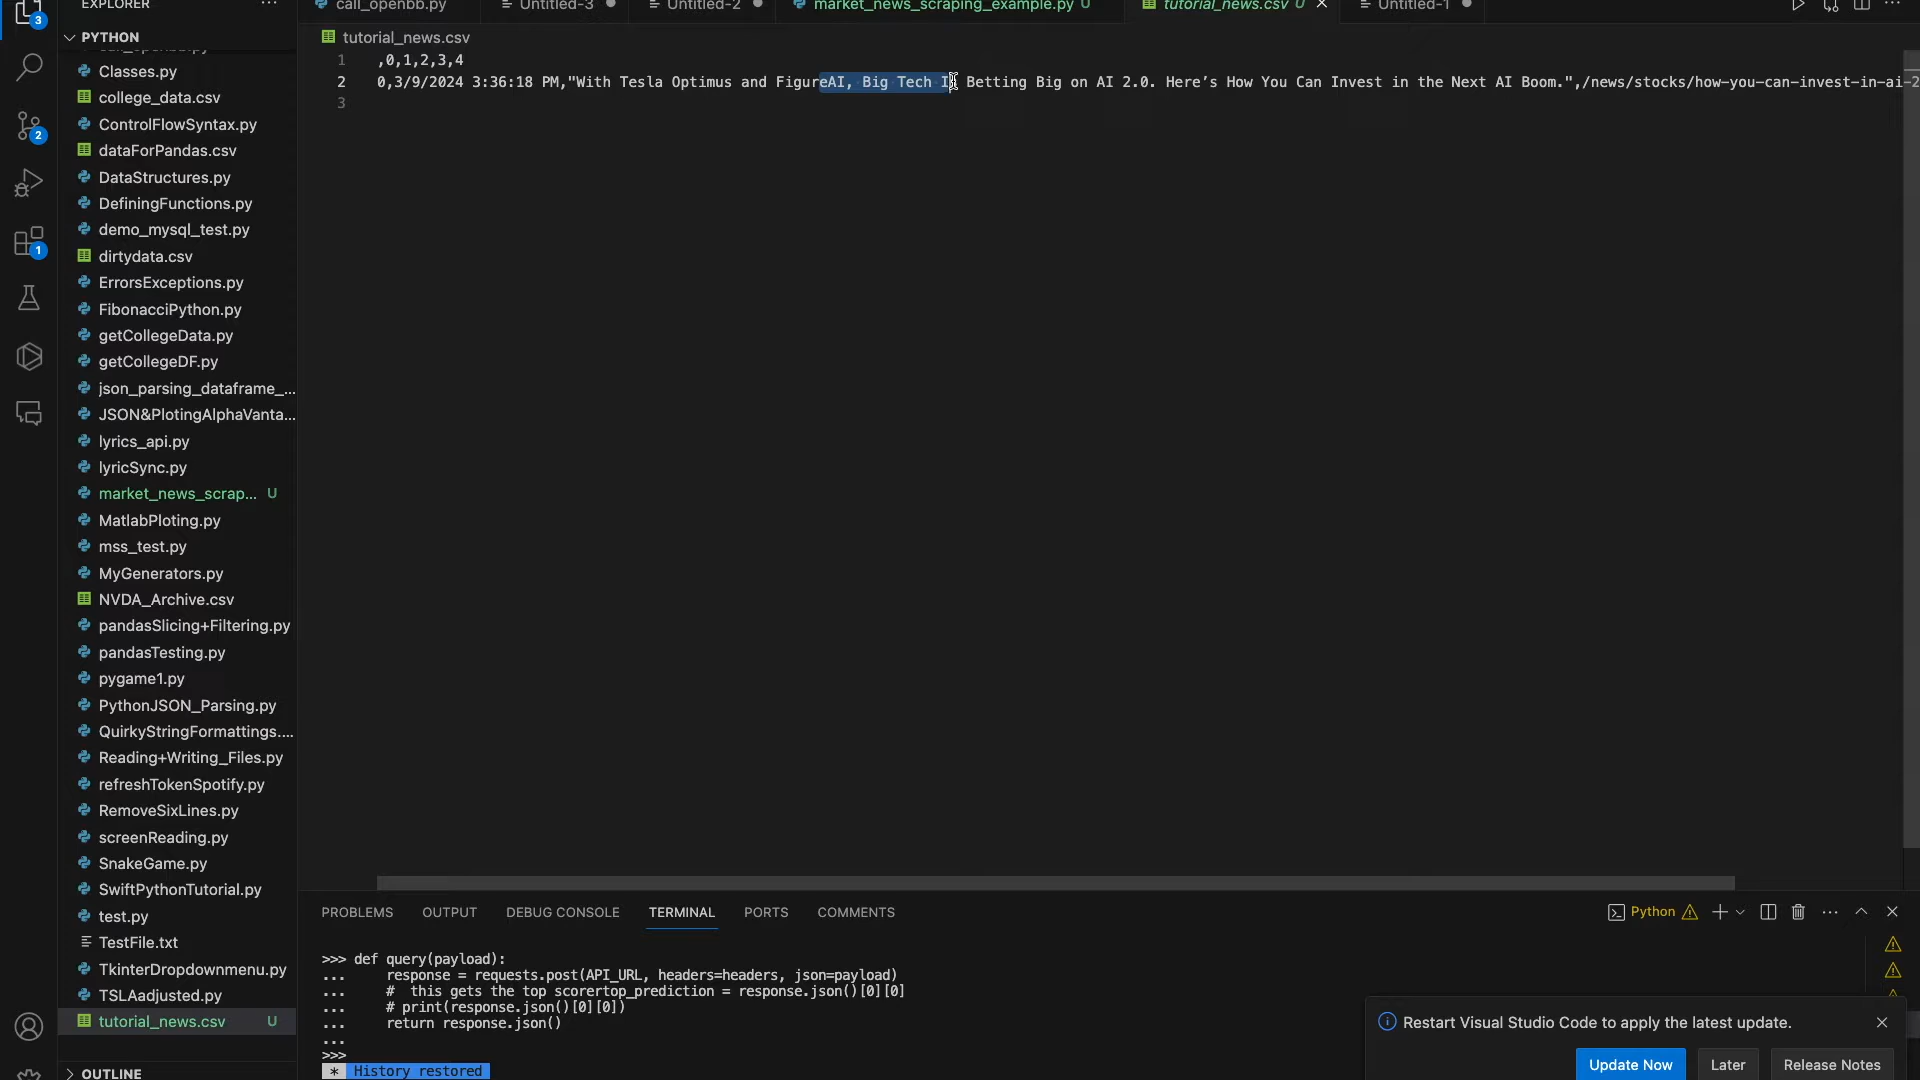 EXPLORER
···
3
PYTHON
call_openbb.py
Classes.py
college_data.csv
ControlFlowSyntax.py
dataForPandas.csv
DataStructures.py
DefiningFunctions.py
demo_mysql_test.py
dirtydata.csv
ErrorsExceptions.py
FibonacciPython.py
getCollegeData.py
getCollegeDF.py
json_parsing_dataframe_...
JSON&PlotingAlphaVanta...
lyrics_api.py
lyricSync.py
market_news_scrap... U
MatlabPloting.py
mss_test.py
MyGenerators.py
NVDA_Archive.csv
pandasSlicing+Filtering.py
pandasTesting.py
pygame1.py
PythonJSON_Parsing.py
QuirkyStringFormattings....
Reading+Writing_Files.py
refreshTokenSpotify.py
RemoveSixLines.py
screenReading.py
SnakeGame.py
SwiftPythonTutorial.py
test.py
TestFile.txt
TkinterDropdownmenu.py
TSLAadjusted.py
tutorial_news.csv U
OUTLINE
2
1
call_openbb.py Untitled-3 Untitled-2 market_news_scraping_example.py U tutorial_news.csv U Untitled-1
tutorial_news.csv
1 ,0,1,2,3,4
2 0,3/9/2024 3:36:18 PM,"With Tesla Optimus and FigureAI, Big Tech Is Betting Big on AI 2.0. Here’s How You Can Invest in the Next AI Boom.",/news/stocks/how-you-can-invest-in-ai-2
3
PROBLEMS OUTPUT DEBUG CONSOLE TERMINAL PORTS COMMENTS
Python
>>> def query(payload):
... response = requests.post(API_URL, headers=headers, json=payload)
... # this gets the top scorertop_prediction = response.json()[0][0]
... # print(response.json()[0][0])
... return response.json()
...
>>>
* History restored
Restart Visual Studio Code to apply the latest update.
Update Now Later Release Notes